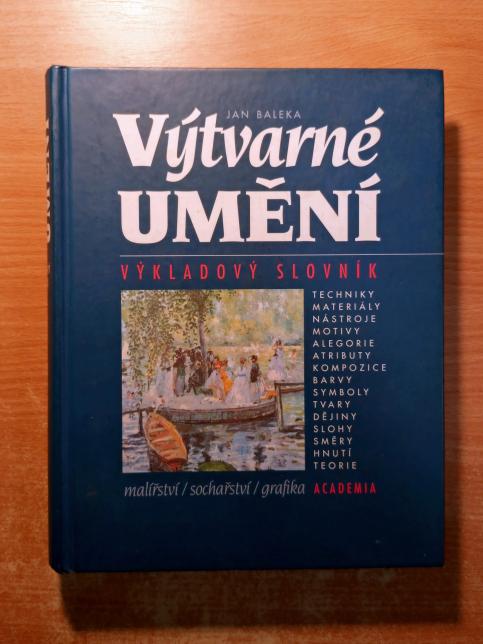 JAN BALEKA
Výtvarné
UMĚNÍ
VÝKLADOVÝ SLOVNÍK
TECHNIKY
MATERIÁLY
NÁSTROJE
MOTIVY
ALEGORIE
ATRIBUTY
KOMPOZICE
BARVY
SYMBOLY
TVARY
DĚJINY
SLOHY
SMĚRY
HNUTÍ
TEORIE
malířství / sochařství / grafika ACADEMIA
UMĚNÍ